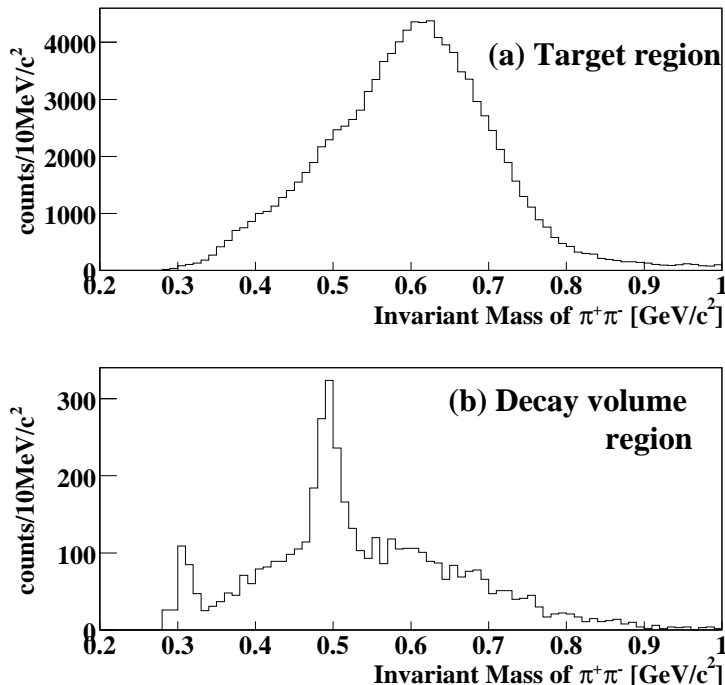 counts/10MeV/c²
4000
3000
2000
1000
0
(a) Target region
0.2 0.3 0.4 0.5 0.6 0.7 0.8 0.9 1
Invariant Mass of π⁺π⁻ [GeV/c²]
counts/10MeV/c²
300
200
100
0
(b) Decay volume
region
0.2 0.3 0.4 0.5 0.6 0.7 0.8 0.9 1
Invariant Mass of π⁺π⁻ [GeV/c²]